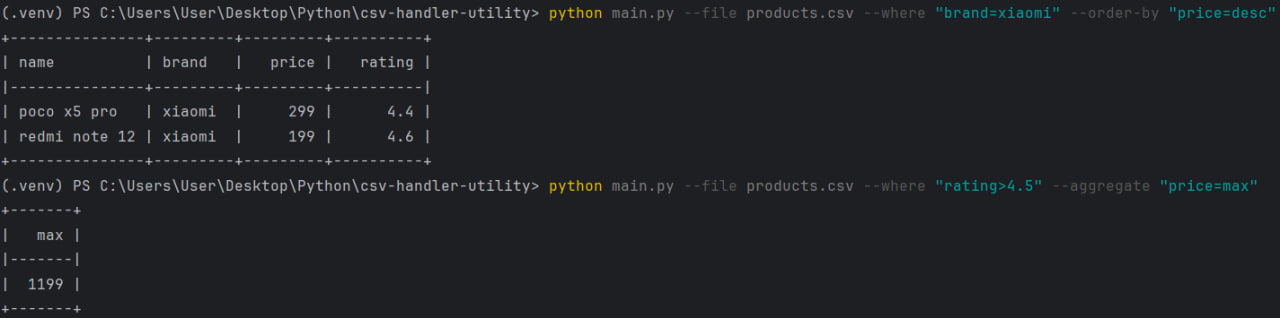 (.venv) PS C:\Users\User\Desktop\Python\csv-handler-utility> python main.py --file products.csv --where "brand=xiaomi" --order-by "price=desc"
+---------------+---------+---------+----------+
| name          | brand   |   price |   rating |
|---------------+---------+---------+----------|
| poco x5 pro   | xiaomi  |     299 |      4.4 |
| redmi note 12 | xiaomi  |     199 |      4.6 |
+---------------+---------+---------+----------+
(.venv) PS C:\Users\User\Desktop\Python\csv-handler-utility> python main.py --file products.csv --where "rating>4.5" --aggregate "price=max"
+-------+
|   max |
|-------|
|  1199 |
+-------+